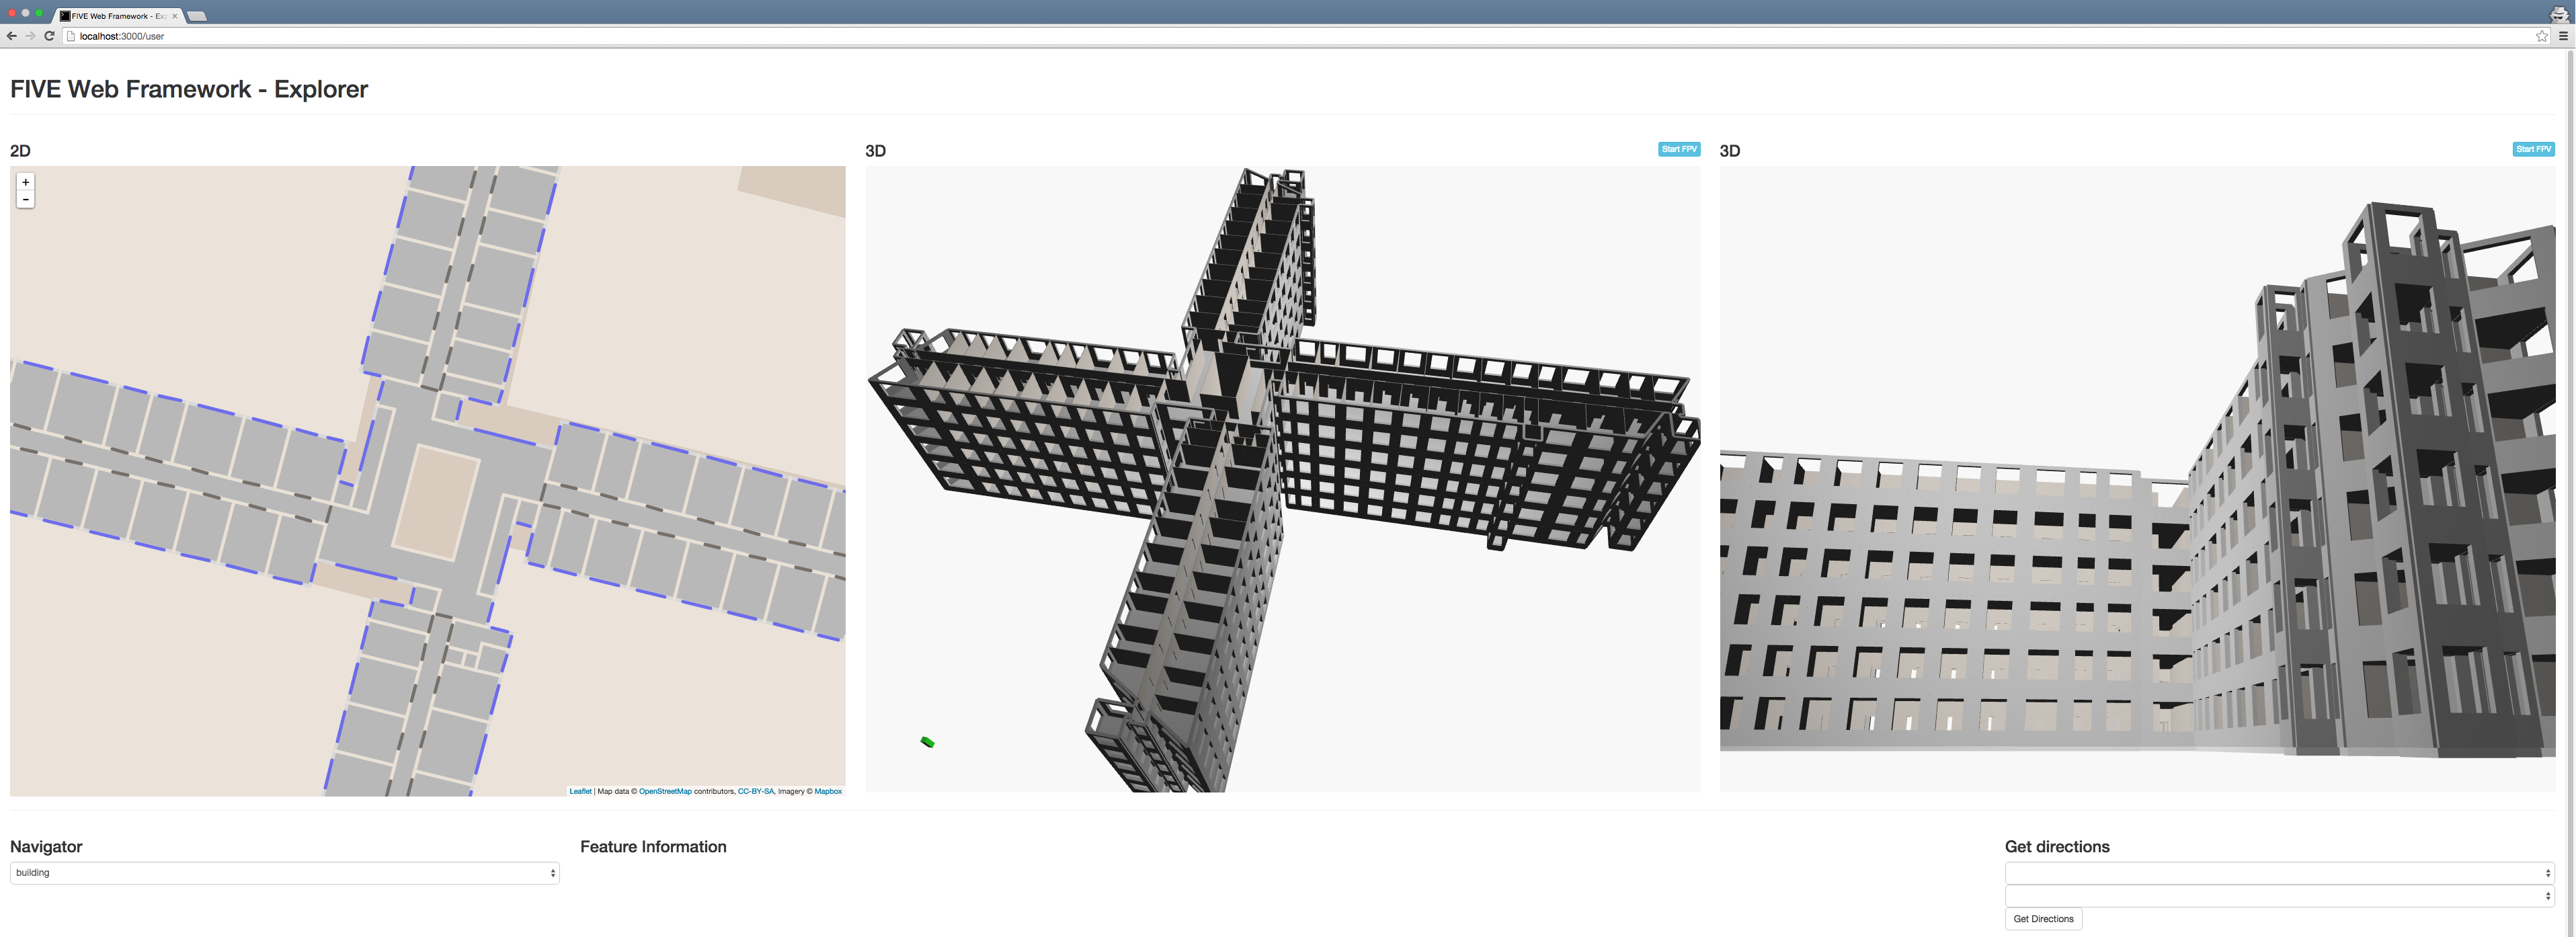 FIVE Web Framework - Ex
localhost:3000/user
FIVE Web Framework - Explorer
2D
3D
Start FPV
3D
Start FPV
+
-
Leaflet | Map data © OpenStreetMap contributors, CC-BY-SA, Imagery © Mapbox
Navigator
building
Feature Information
Get directions
Get Directions